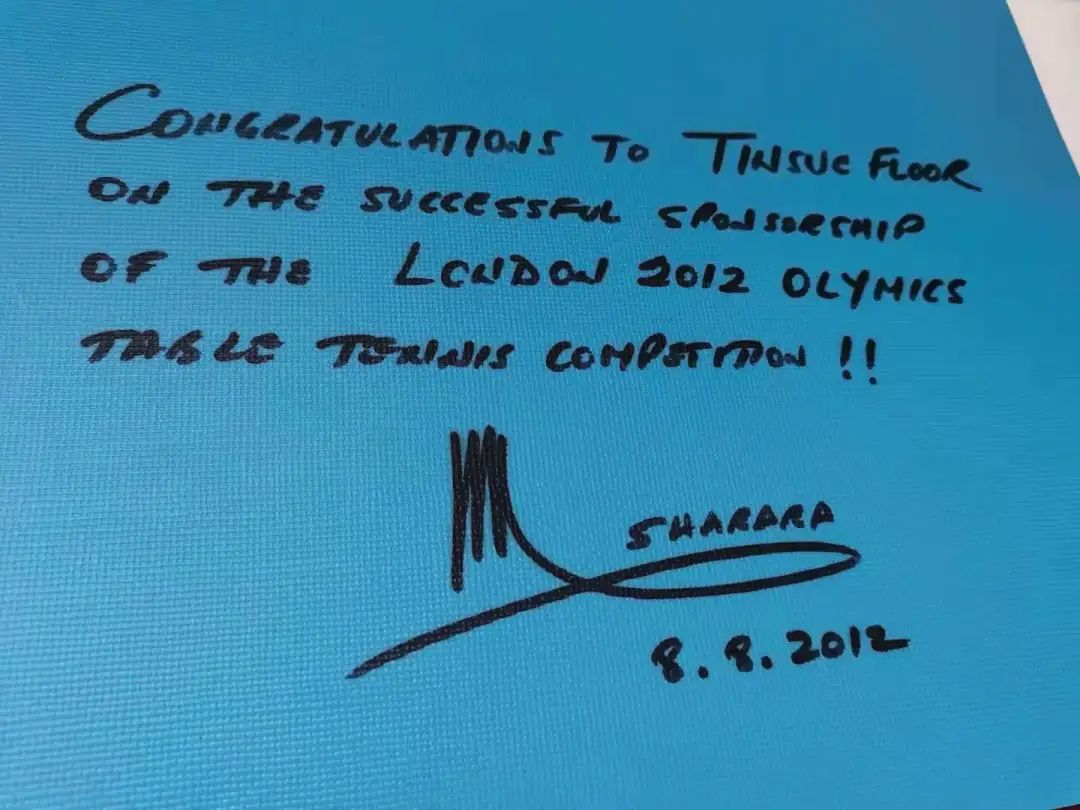 CONGRATULATIONS TO TINSUE FLOOR
ON THE SUCCESSFUL SPONSORSHIP
OF THE LONDON 2012 OLYMICS
TABLE TENNIS COMPETITION !!
M SHARARA
8.8.2012